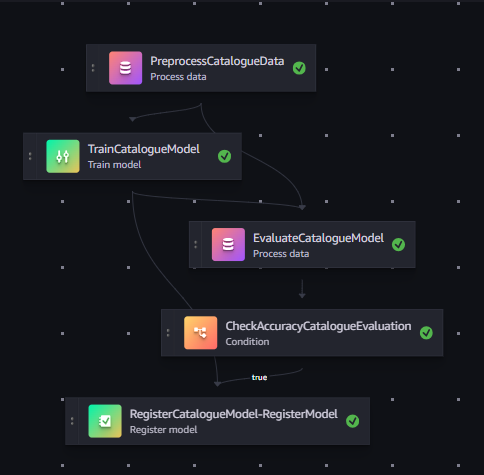 PreprocessCatalogueData
Process data
TrainCatalogueModel
Train model
EvaluateCatalogueModel
Process data
CheckAccuracyCatalogueEvaluation
Condition
true
RegisterCatalogueModel-RegisterModel
Register model